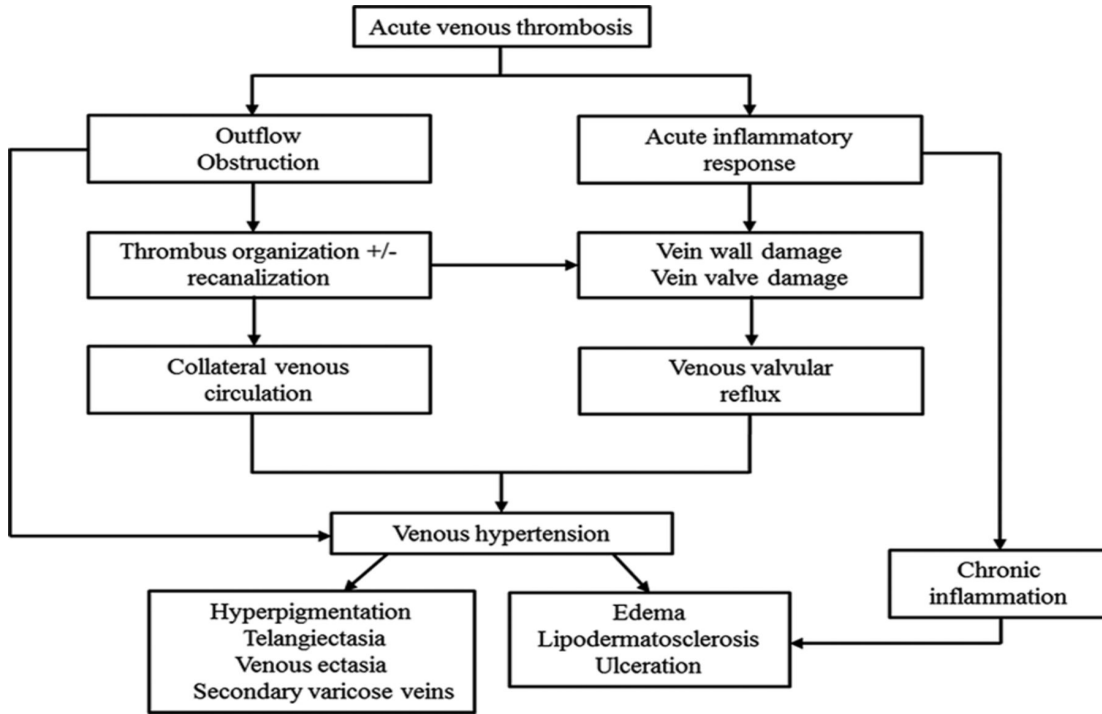 Acute venous thrombosis
Outflow
Obstruction
Acute inflammatory
response
Thrombus organization +/-
recanalization
Vein wall damage
Vein valve damage
Collateral venous
circulation
Venous valvular
reflux
Venous hypertension
Chronic
inflammation
Hyperpigmentation
Telangiectasia
Venous ectasia
Secondary varicose veins
Edema
Lipodermatosclerosis
Ulceration